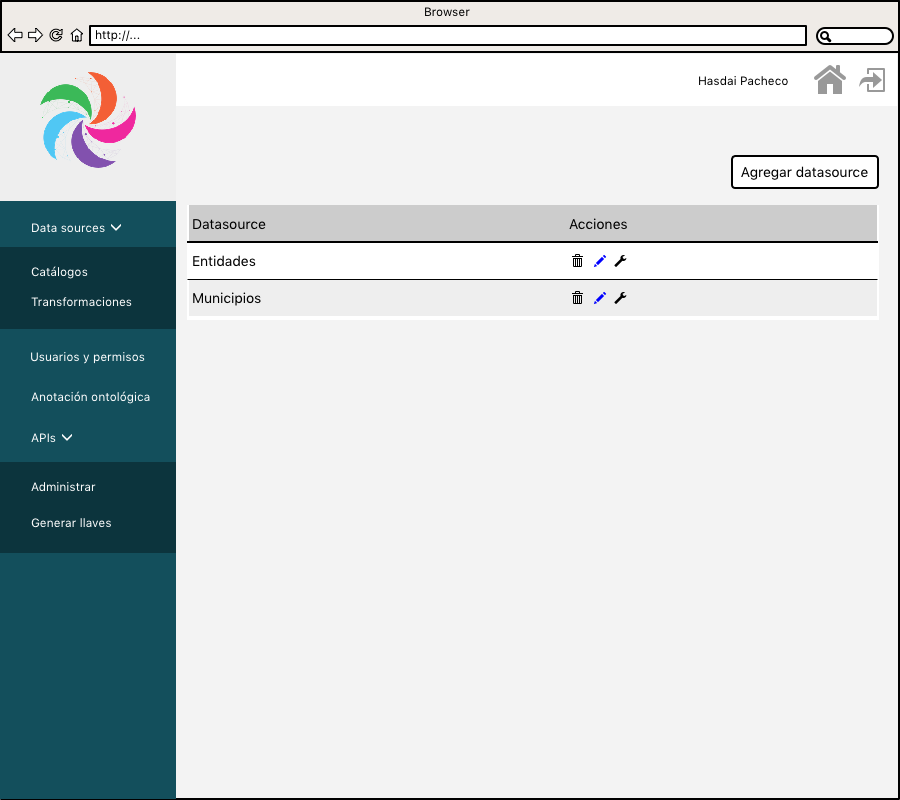 Browser
http://...
Hasdai Pacheco
Agregar datasource
Data sources
Catálogos
Transformaciones
Usuarios y permisos
Anotación ontológica
APIs
Administrar
Generar llaves
Datasource Acciones
Entidades
Municipios